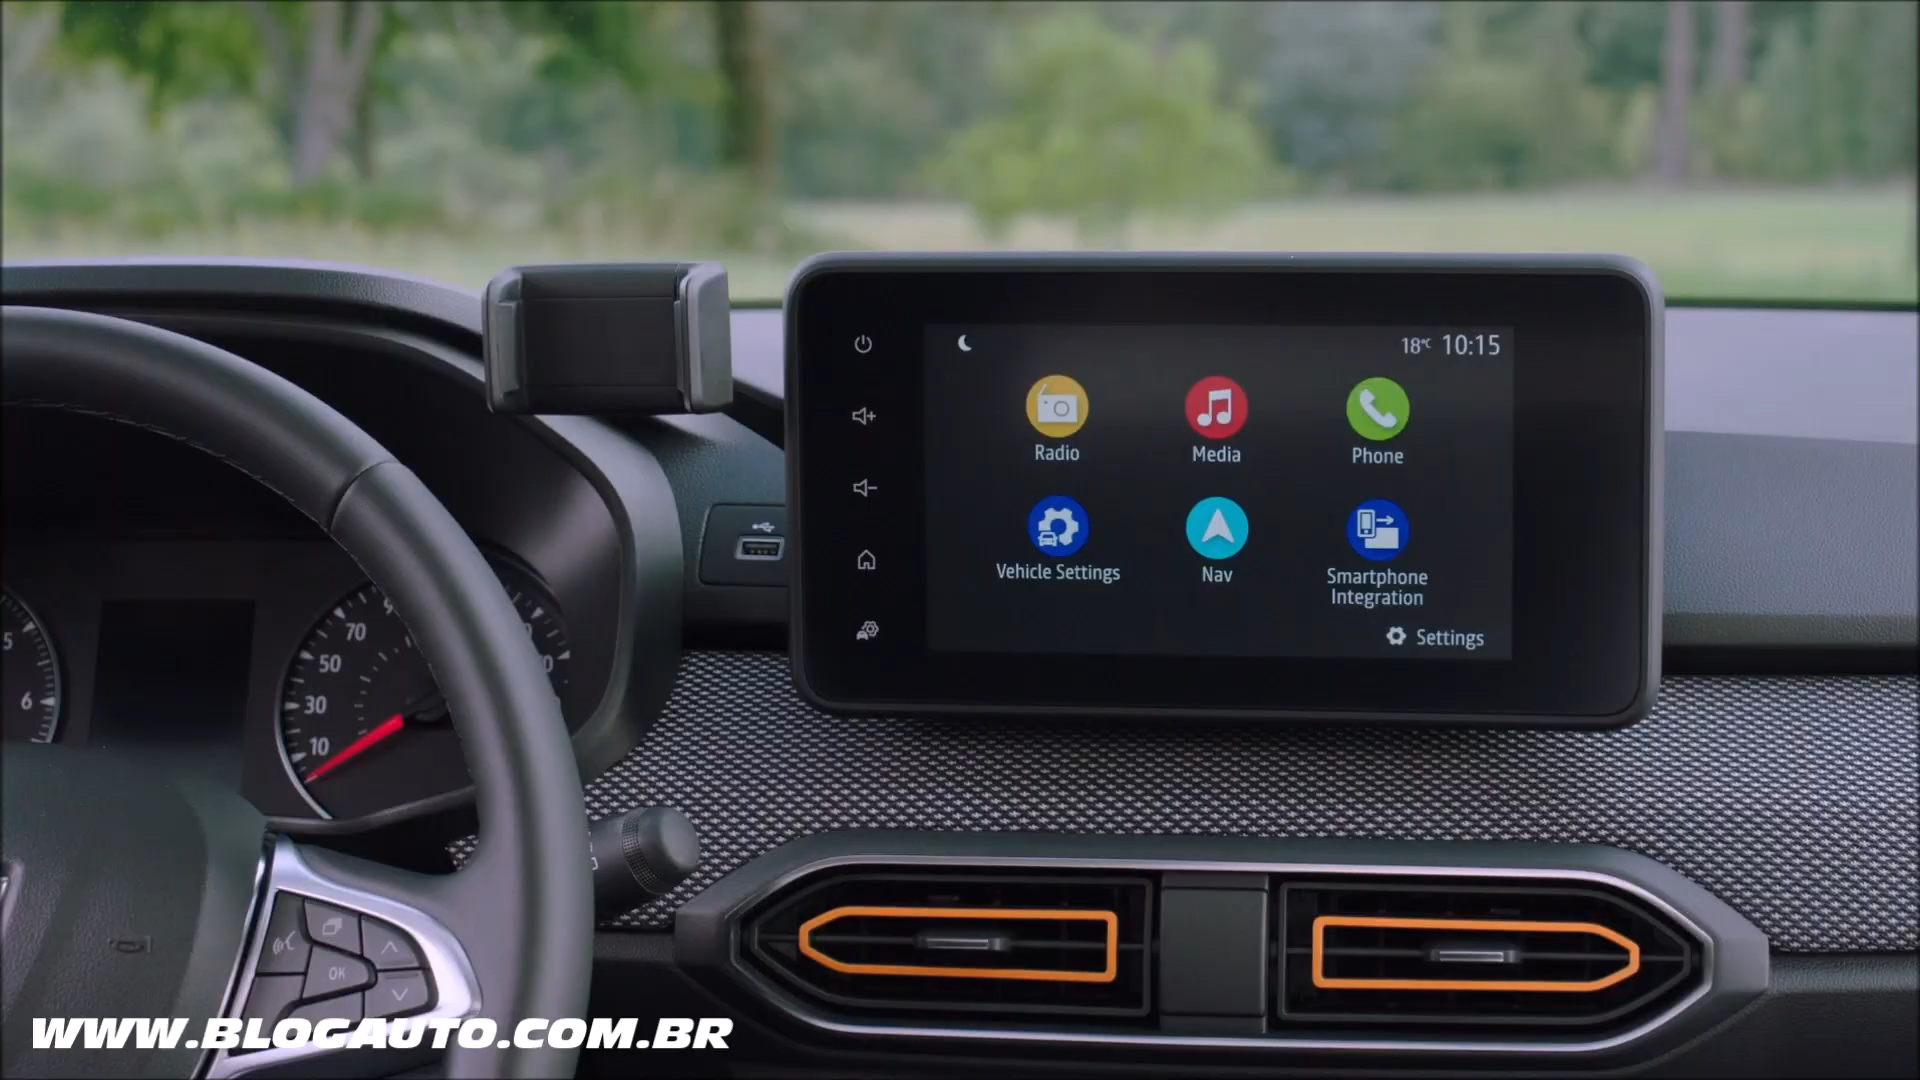 18°C 10:15
Radio
Media
Phone
Vehicle Settings
Nav
Smartphone
Integration
Settings
5
6
70
50
30
10
OK
WWW.BLOGAUTO.COM.BR